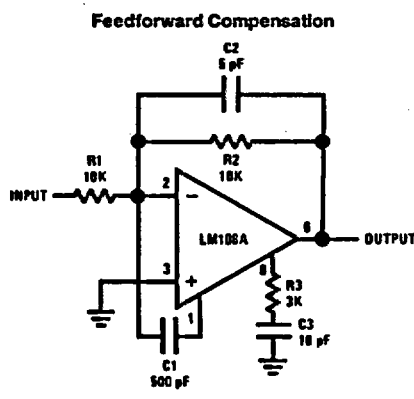 Feedforward Compensation
C2
5 pF
R1
10K
R2
10K
INPUT
2
−
LM108A
6
OUTPUT
3
+
8
R3
3K
1
C1
500 pF
C3
10 pF